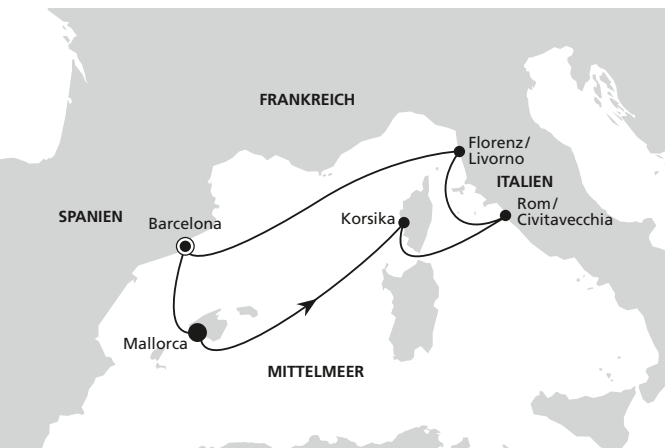 FRANKREICH
Florenz/
Livorno
ITALIEN
Rom/
Civitavecchia
SPANIEN
Barcelona
Korsika
Mallorca
MITTELMEER